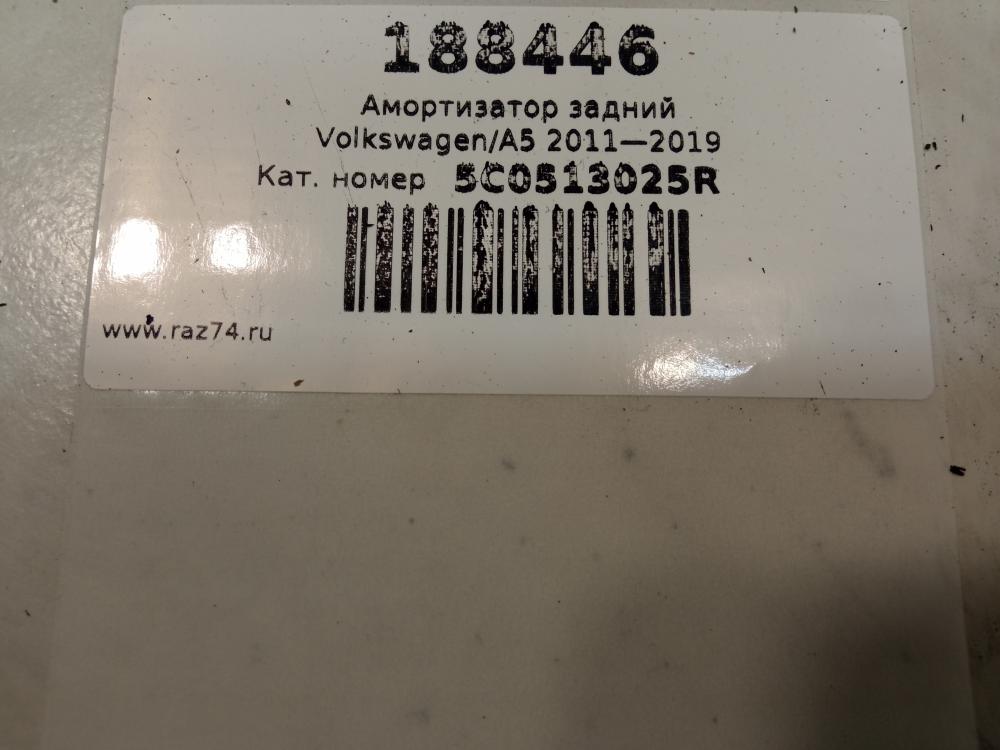 188446
Амортизатор задний
Volkswagen/A5 2011—2019
Кат. номер 5C0513025R
www.raz74.ru